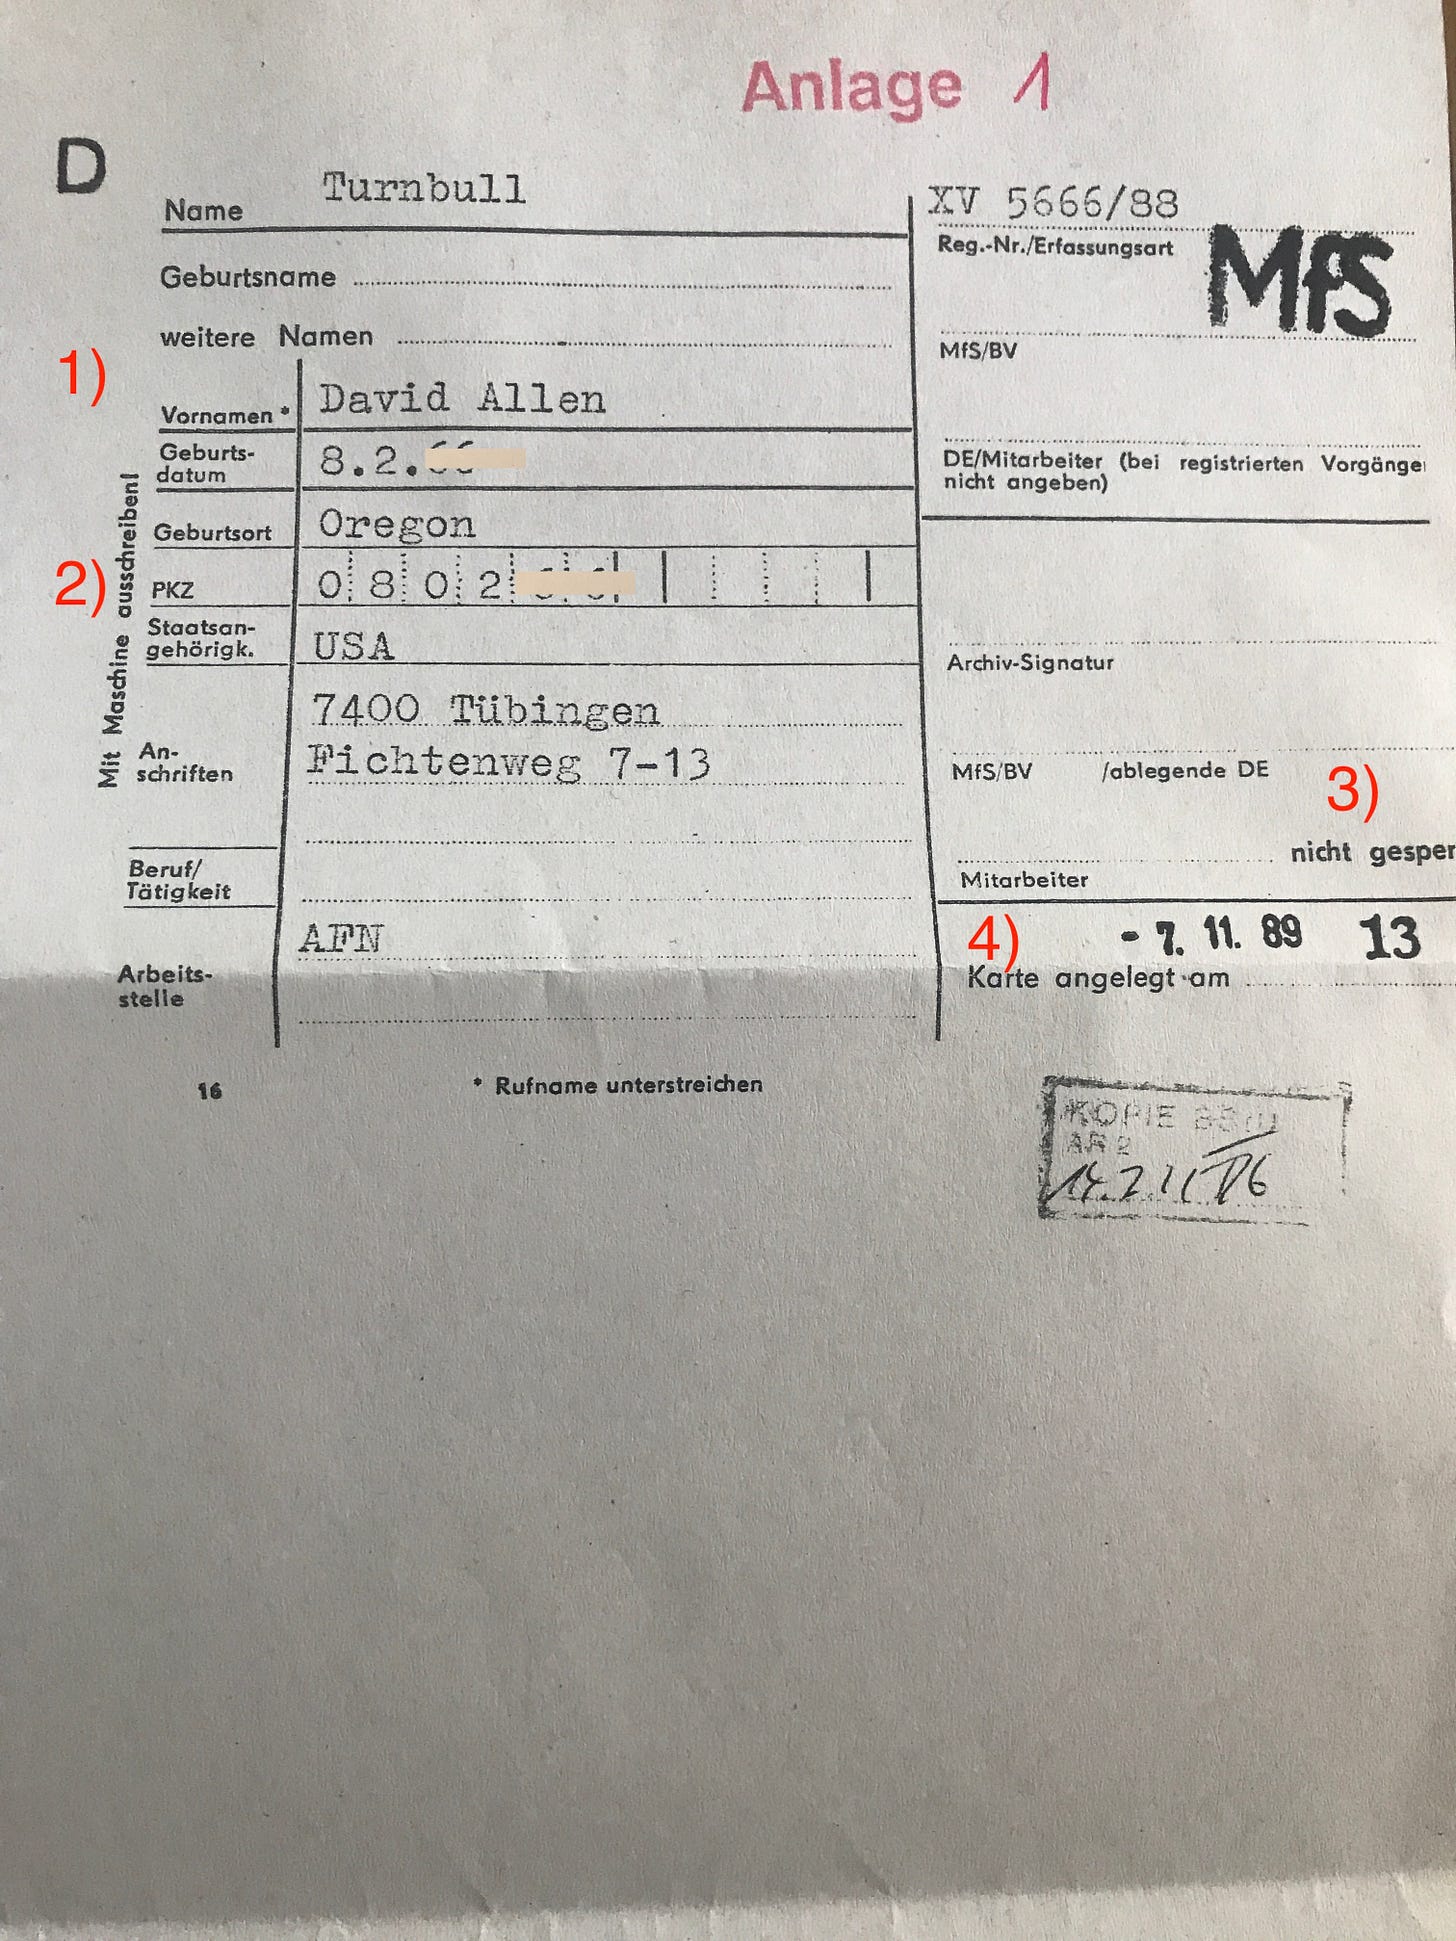 Anlage 1
D
Name Turnbull
Geburtsname
weitere Namen
1)
Vornamen * David Allen
Geburts-
datum 8.2.
Geburtsort Oregon
2)
PKZ 0 8 0 2
Staatsan-
gehörigk. USA
7400 Tübingen
An-
schriften Fichtenweg 7-13
Beruf/
Tätigkeit
AFN
Arbeits-
stelle
Mit Maschine ausschreiben!
16
* Rufname unterstreichen
XV 5666/88
Reg.-Nr./Erfassungsart
MfS
MfS/BV
DE/Mitarbeiter (bei registrierten Vorgänge
nicht angeben)
Archiv-Signatur
MfS/BV /ablegende DE
3)
nicht gesper
Mitarbeiter
4)
- 7. 11. 89 13
Karte angelegt am
KOPIE BStU
AR 2